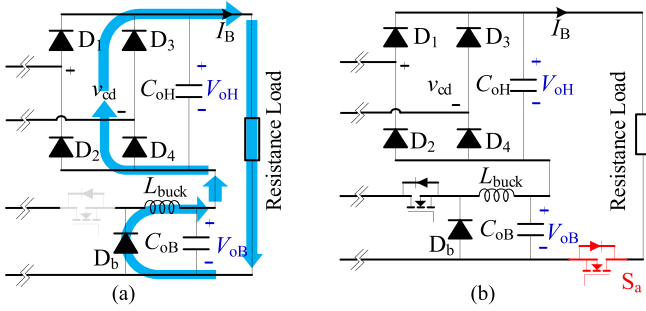 D1
D3
IB
+
vcd
-
CoH
VoH
+
-
D2
D4
Resistance Load
Lbuck
Db
CoB
VoB
+
-
(a)
D1
D3
IB
+
vcd
-
CoH
VoH
+
-
D2
D4
Resistance Load
Lbuck
Db
CoB
VoB
+
-
Sa
(b)